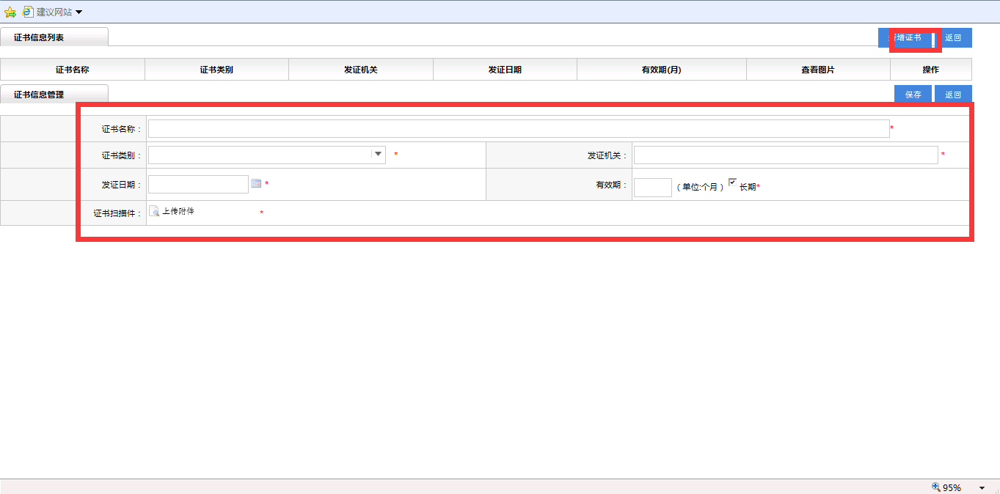 建议网站
证书信息列表 增证书 返回
证书名称 证书类别 发证机关 发证日期 有效期(月) 查看图片 操作
证书信息管理 保存 返回
证书名称： *
证书类别： * 发证机关： *
发证日期： * 有效期： （单位:个月） 长期*
证书扫描件： 上传附件 *
95%